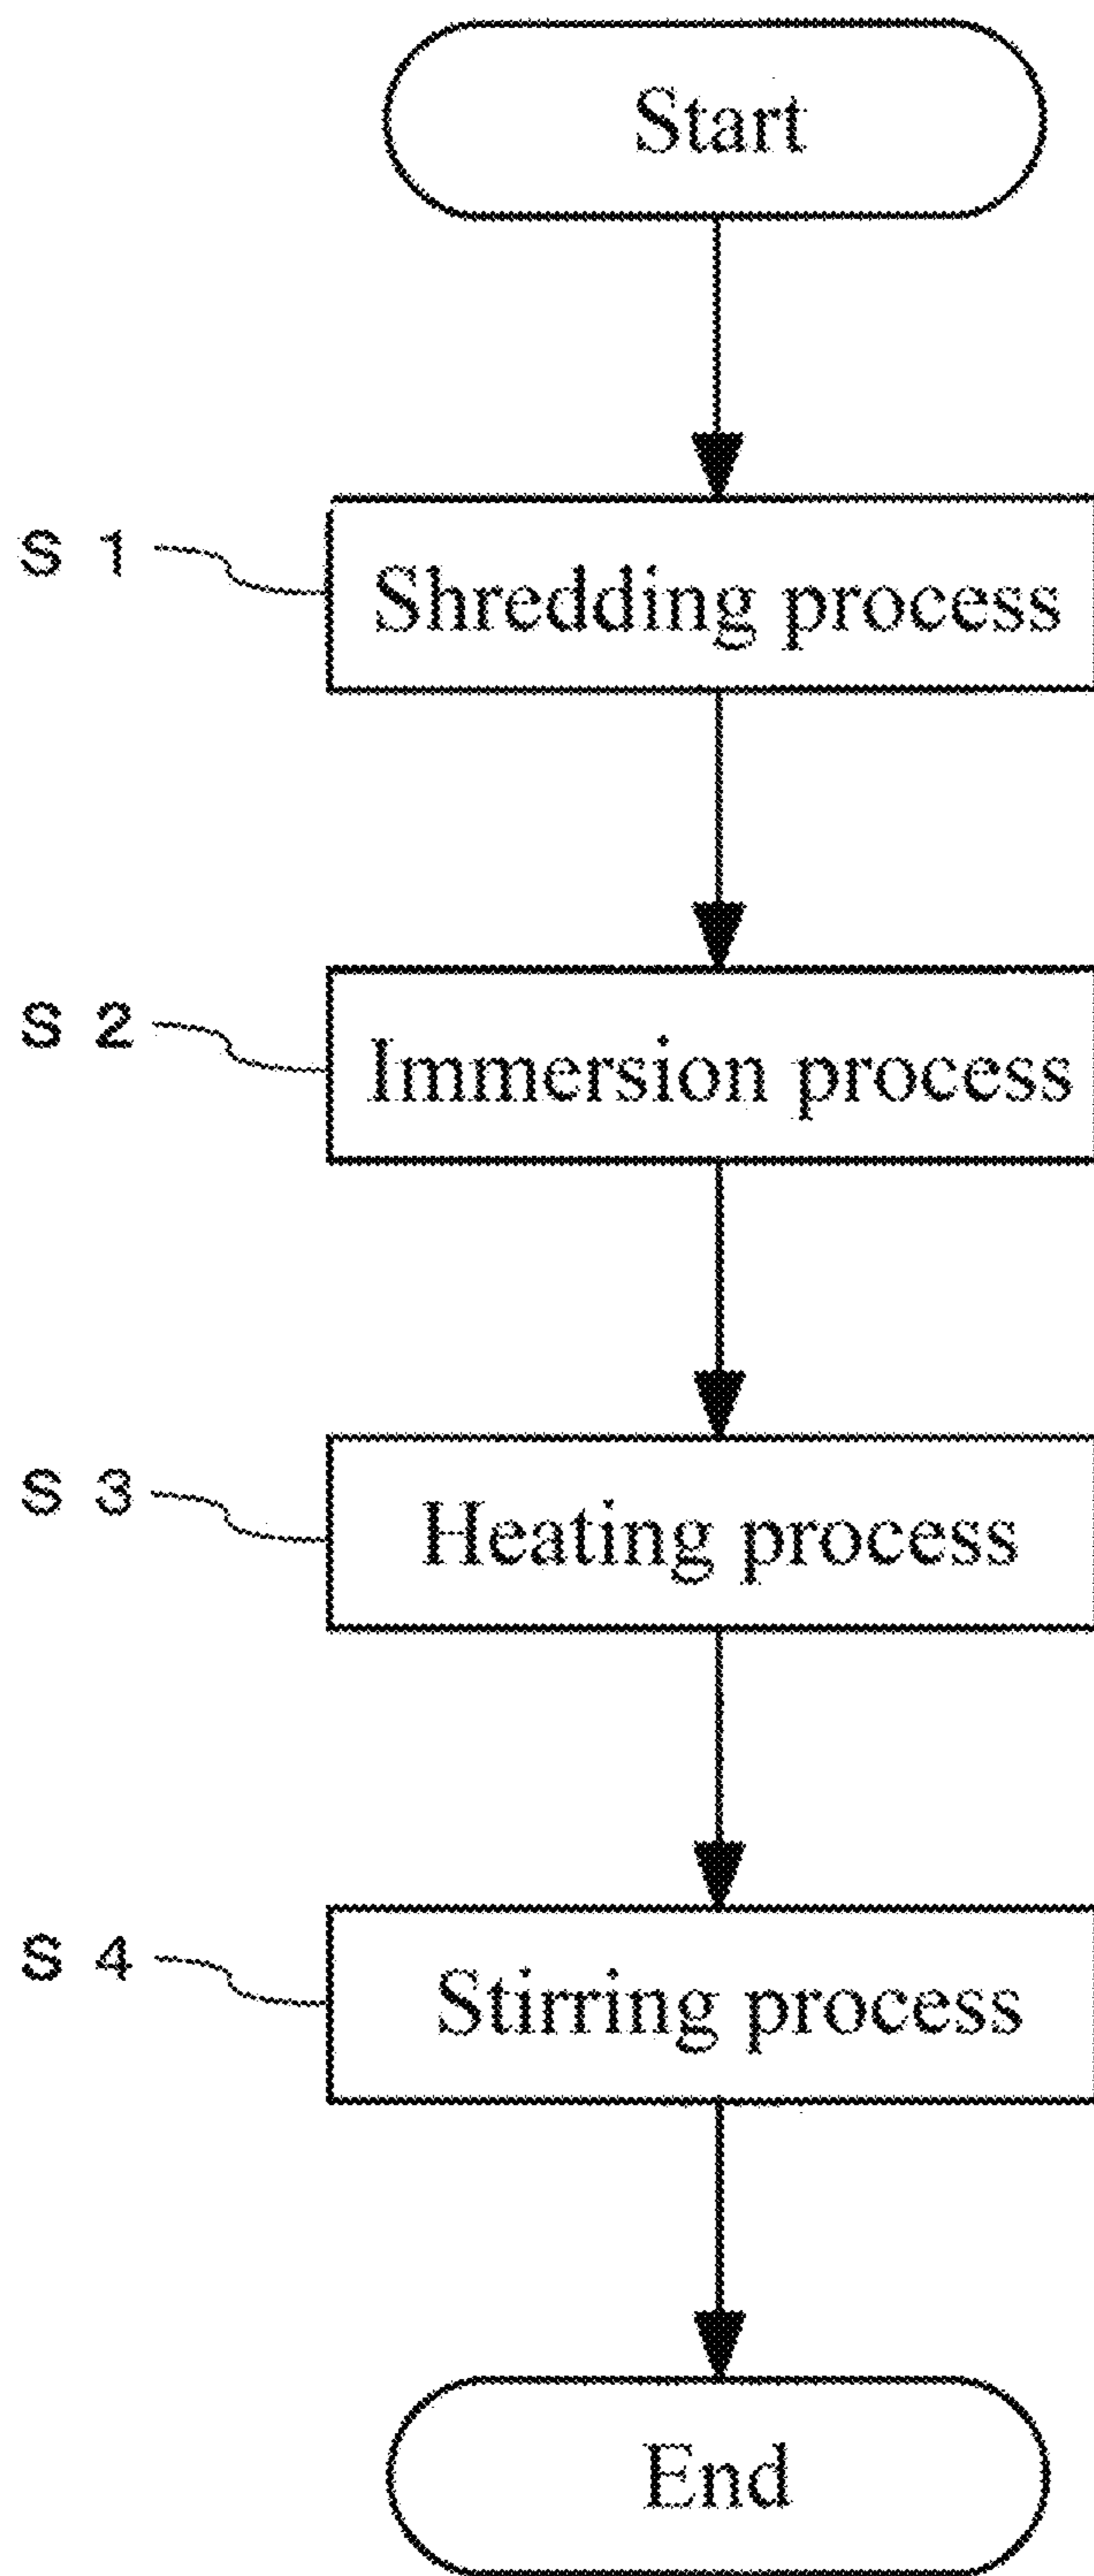 Start
S 1
Shredding process
S 2
Immersion process
S 3
Heating process
S 4
Stirring process
End